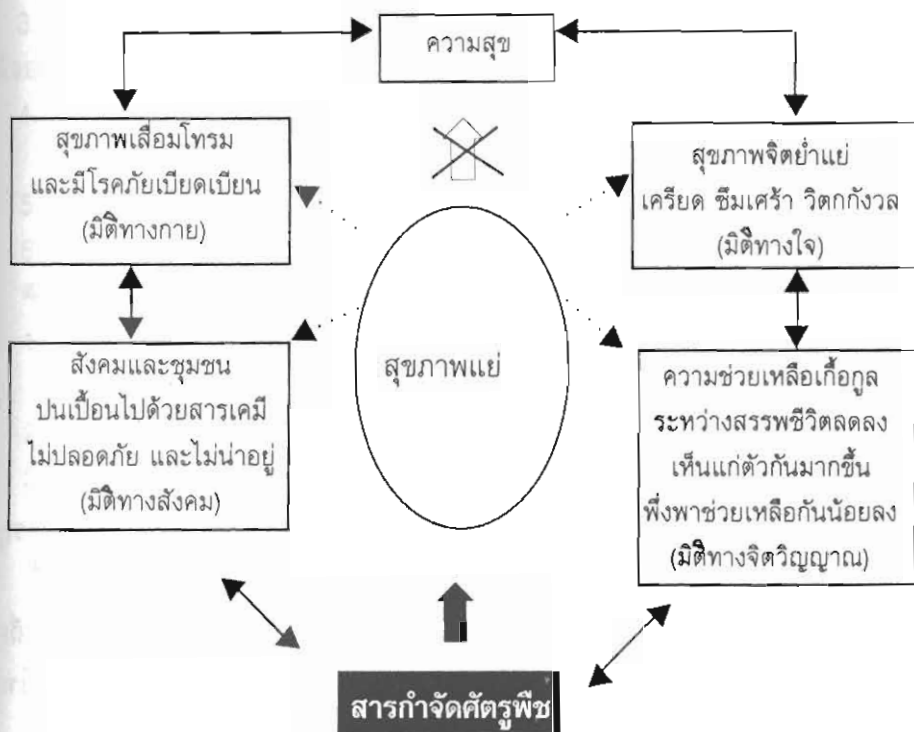 ความสุข
สุขภาพเสื่อมโทรม
และมีโรคภัยเบียดเบียน
(มิติทางกาย)
สุขภาพจิตย่ำแย่
เครียด ซึมเศร้า วิตกกังวล
(มิติทางใจ)
สุขภาพแย่
สังคมและชุมชน
ปนเปื้อนไปด้วยสารเคมี
ไม่ปลอดภัย และไม่น่าอยู่
(มิติทางสังคม)
ความช่วยเหลือเกื้อกูล
ระหว่างสรรพชีวิตลดลง
เห็นแก่ตัวกันมากขึ้น
พึ่งพาช่วยเหลือกันน้อยลง
(มิติทางจิตวิญญาณ)
สารกำจัดศัตรูพืช